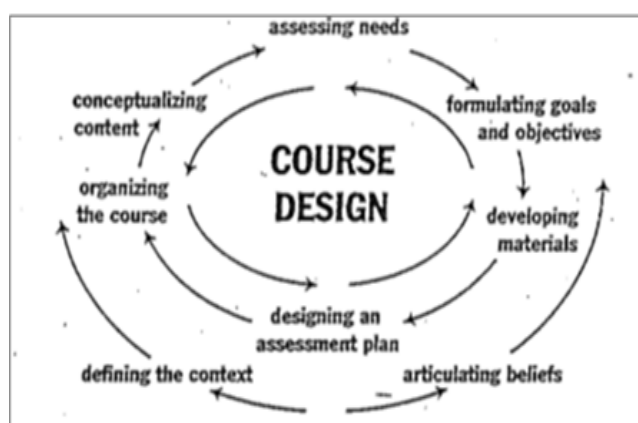 assessing needs
conceptualizing
content
formulating goals
and objectives
COURSE
DESIGN
organizing
the course
developing
materials
designing an
assessment plan
defining the context
articulating beliefs